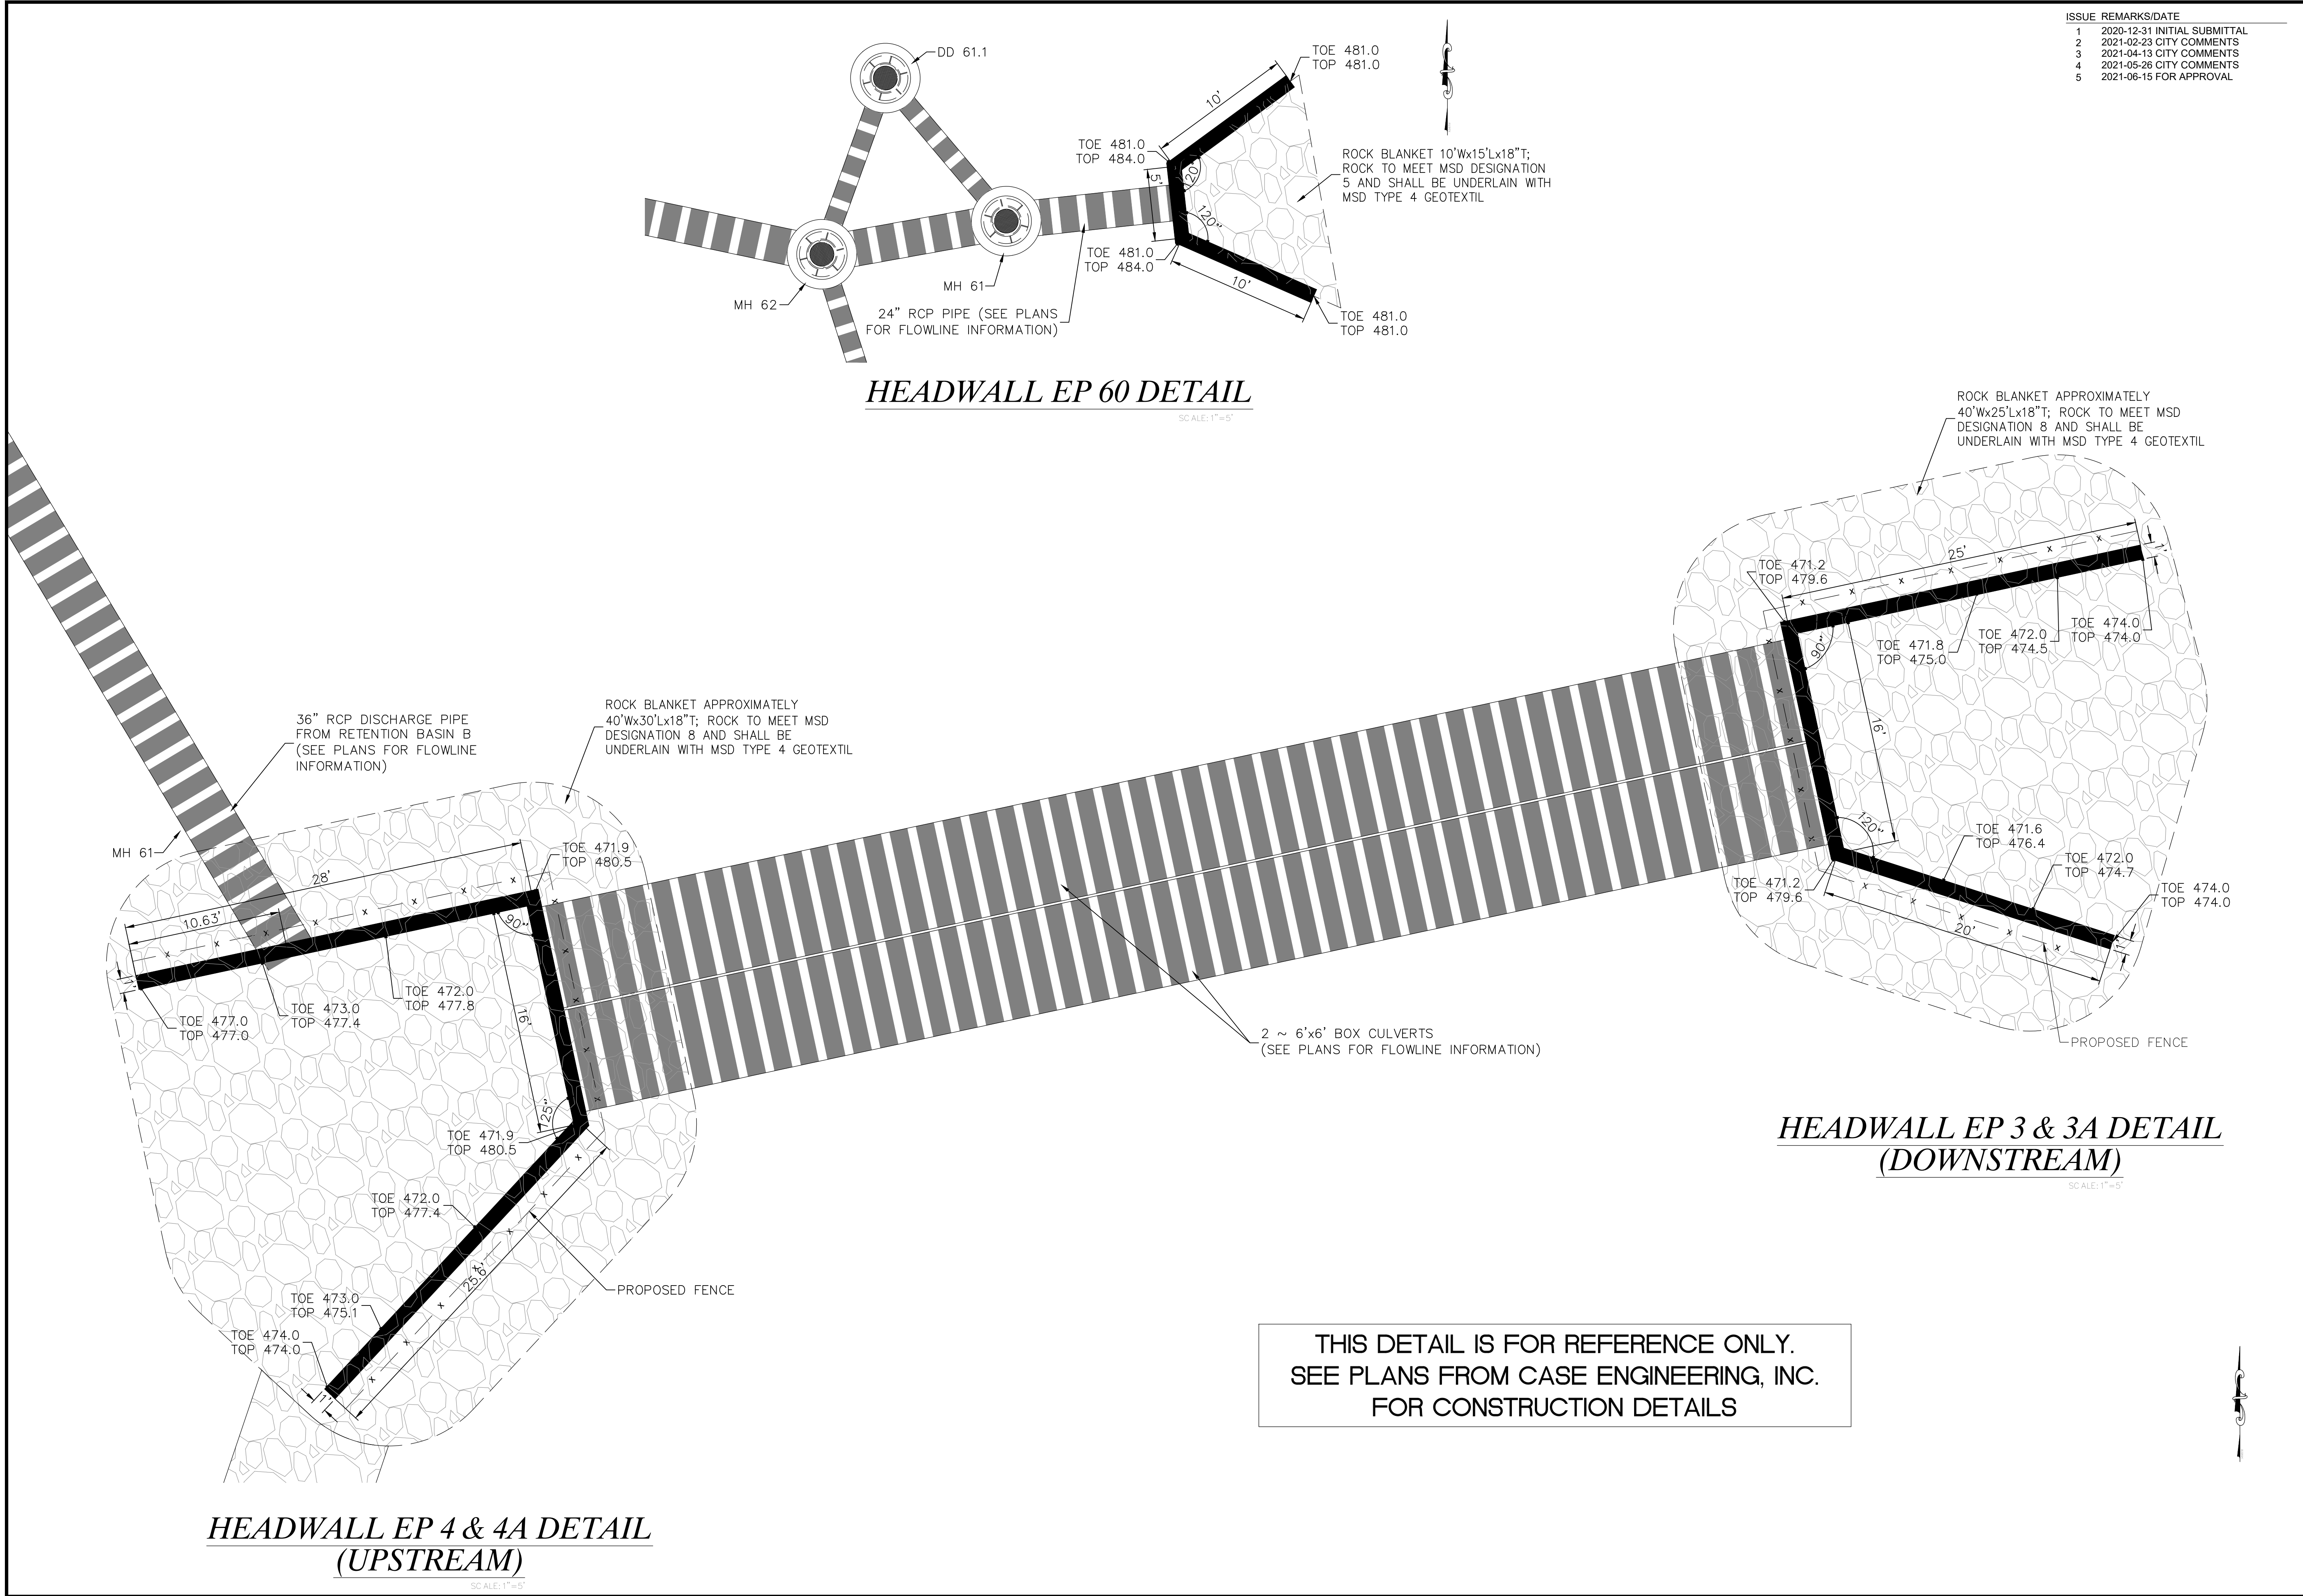 ISSUE REMARKS/DATE
1 2020-12-31 INITIAL SUBMITTAL
2 2021-02-23 CITY COMMENTS
3 2021-04-13 CITY COMMENTS
4 2021-05-26 CITY COMMENTS
5 2021-06-15 FOR APPROVAL
DD 61.1
TOE 481.0
TOP 481.0
10'
TOE 481.0
TOP 484.0
5'
120°
120°
ROCK BLANKET 10'Wx15'Lx18"T;
ROCK TO MEET MSD DESIGNATION
5 AND SHALL BE UNDERLAIN WITH
MSD TYPE 4 GEOTEXTIL
TOE 481.0
TOP 484.0
10'
MH 61
MH 62
24" RCP PIPE (SEE PLANS
FOR FLOWLINE INFORMATION)
TOE 481.0
TOP 481.0
HEADWALL EP 60 DETAIL
SCALE: 1"=5'
ROCK BLANKET APPROXIMATELY
40'Wx25'Lx18"T; ROCK TO MEET MSD
DESIGNATION 8 AND SHALL BE
UNDERLAIN WITH MSD TYPE 4 GEOTEXTIL
25'
1'
TOE 471.2
TOP 479.6
90°
TOE 471.8
TOP 475.0
TOE 472.0
TOP 474.5
TOE 474.0
TOP 474.0
16'
120°
TOE 471.6
TOP 476.4
TOE 472.0
TOP 474.7
TOE 474.0
TOP 474.0
TOE 471.2
TOP 479.6
20'
1'
PROPOSED FENCE
HEADWALL EP 3 & 3A DETAIL
(DOWNSTREAM)
SCALE: 1"=5'
36" RCP DISCHARGE PIPE
FROM RETENTION BASIN B
(SEE PLANS FOR FLOWLINE
INFORMATION)
ROCK BLANKET APPROXIMATELY
40'Wx30'Lx18"T; ROCK TO MEET MSD
DESIGNATION 8 AND SHALL BE
UNDERLAIN WITH MSD TYPE 4 GEOTEXTIL
MH 61
28'
10.63'
TOE 471.9
TOP 480.5
90°
1'
TOE 477.0
TOP 477.0
TOE 473.0
TOP 477.4
TOE 472.0
TOP 477.8
16'
2 ~ 6'x6' BOX CULVERTS
(SEE PLANS FOR FLOWLINE INFORMATION)
125°
TOE 471.9
TOP 480.5
TOE 472.0
TOP 477.4
25.6'
PROPOSED FENCE
TOE 473.0
TOP 475.1
TOE 474.0
TOP 474.0
1'
THIS DETAIL IS FOR REFERENCE ONLY.
SEE PLANS FROM CASE ENGINEERING, INC.
FOR CONSTRUCTION DETAILS
HEADWALL EP 4 & 4A DETAIL
(UPSTREAM)
SCALE: 1"=5'